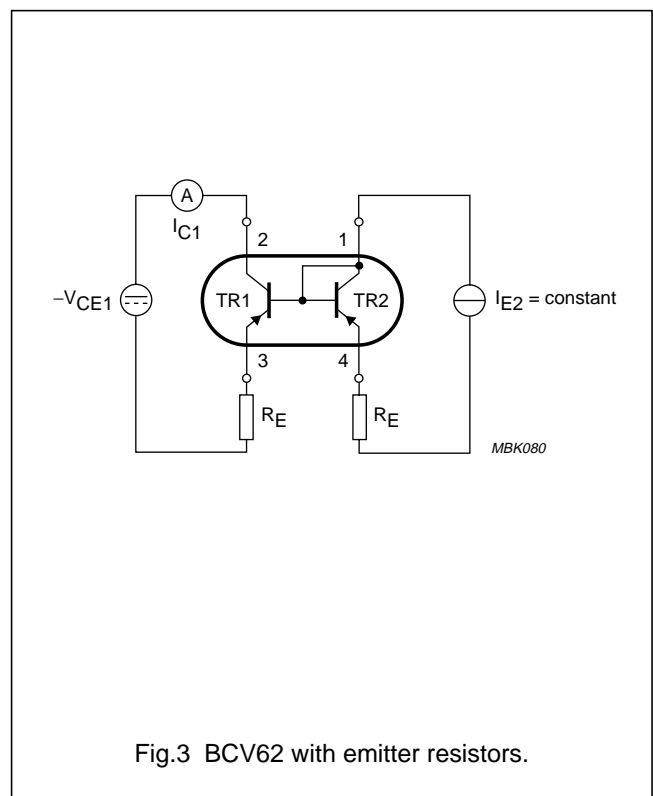 A
IC1
2 1
–VCE1 TR1 TR2 IE2 = constant
3 4
RE RE
MBK080
Fig.3 BCV62 with emitter resistors.